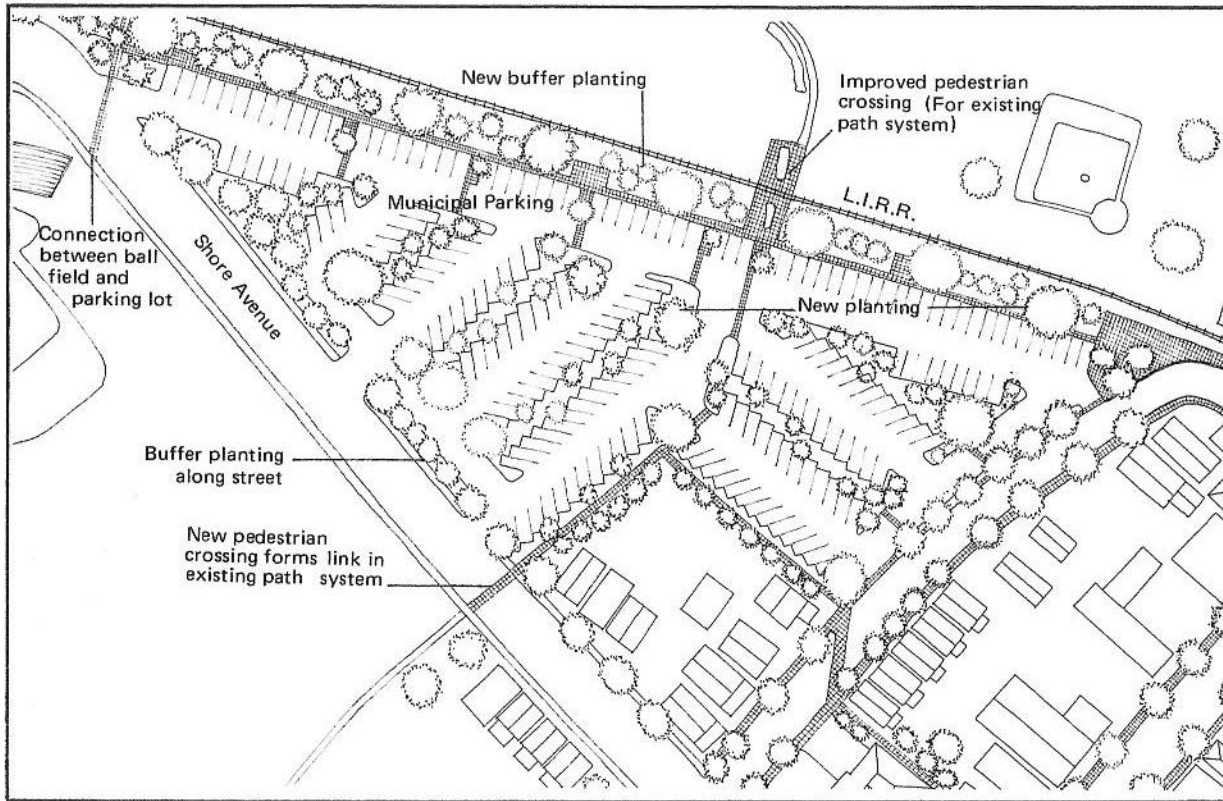 New buffer planting
Improved pedestrian
crossing (For existing
path system)
L.I.R.R.
Municipal Parking
Connection
between ball
field and
parking lot
Shore Avenue
New planting
Buffer planting
along street
New pedestrian
crossing forms link in
existing path system